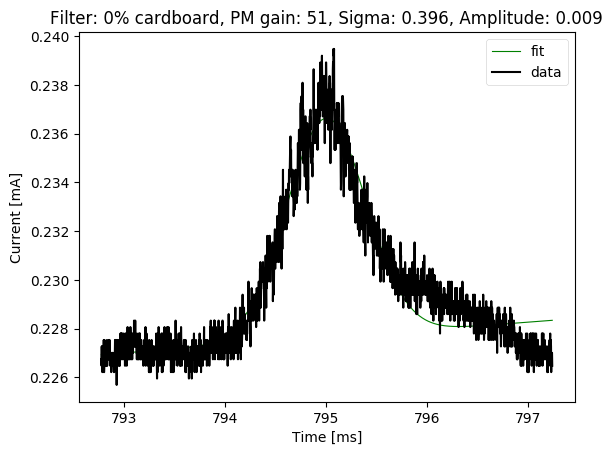 Filter: 0% cardboard, PM gain: 51, Sigma: 0.396, Amplitude: 0.009
0.240
0.238
0.236
0.234
0.232
0.230
0.228
0.226
Current [mA]
fit
data
793
794
795
796
797
Time [ms]